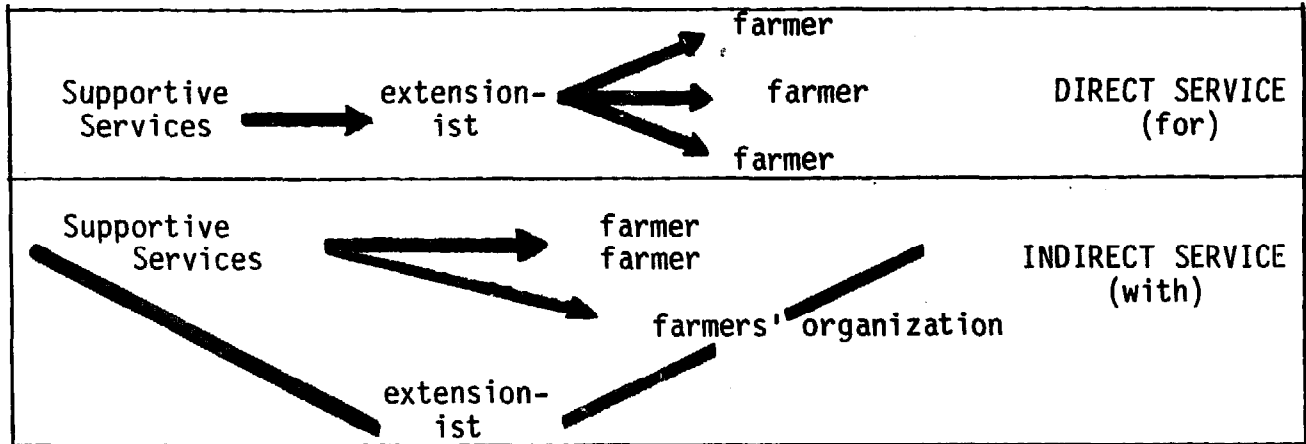 farmer
Supportive
Services
extension-
ist
farmer
farmer
DIRECT SERVICE
(for)
Supportive
Services
farmer
farmer
farmers' organization
extension-
ist
INDIRECT SERVICE
(with)